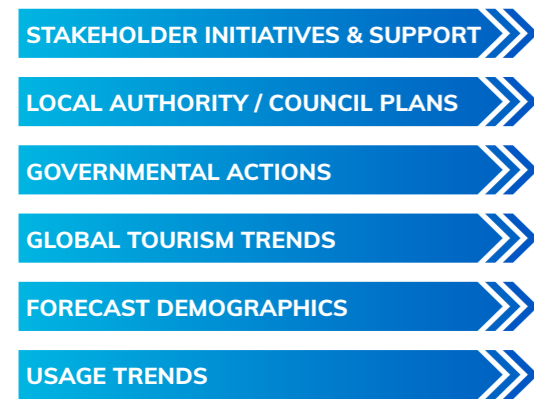 STAKEHOLDER INITIATIVES & SUPPORT
LOCAL AUTHORITY / COUNCIL PLANS
GOVERNMENTAL ACTIONS
GLOBAL TOURISM TRENDS
FORECAST DEMOGRAPHICS
USAGE TRENDS